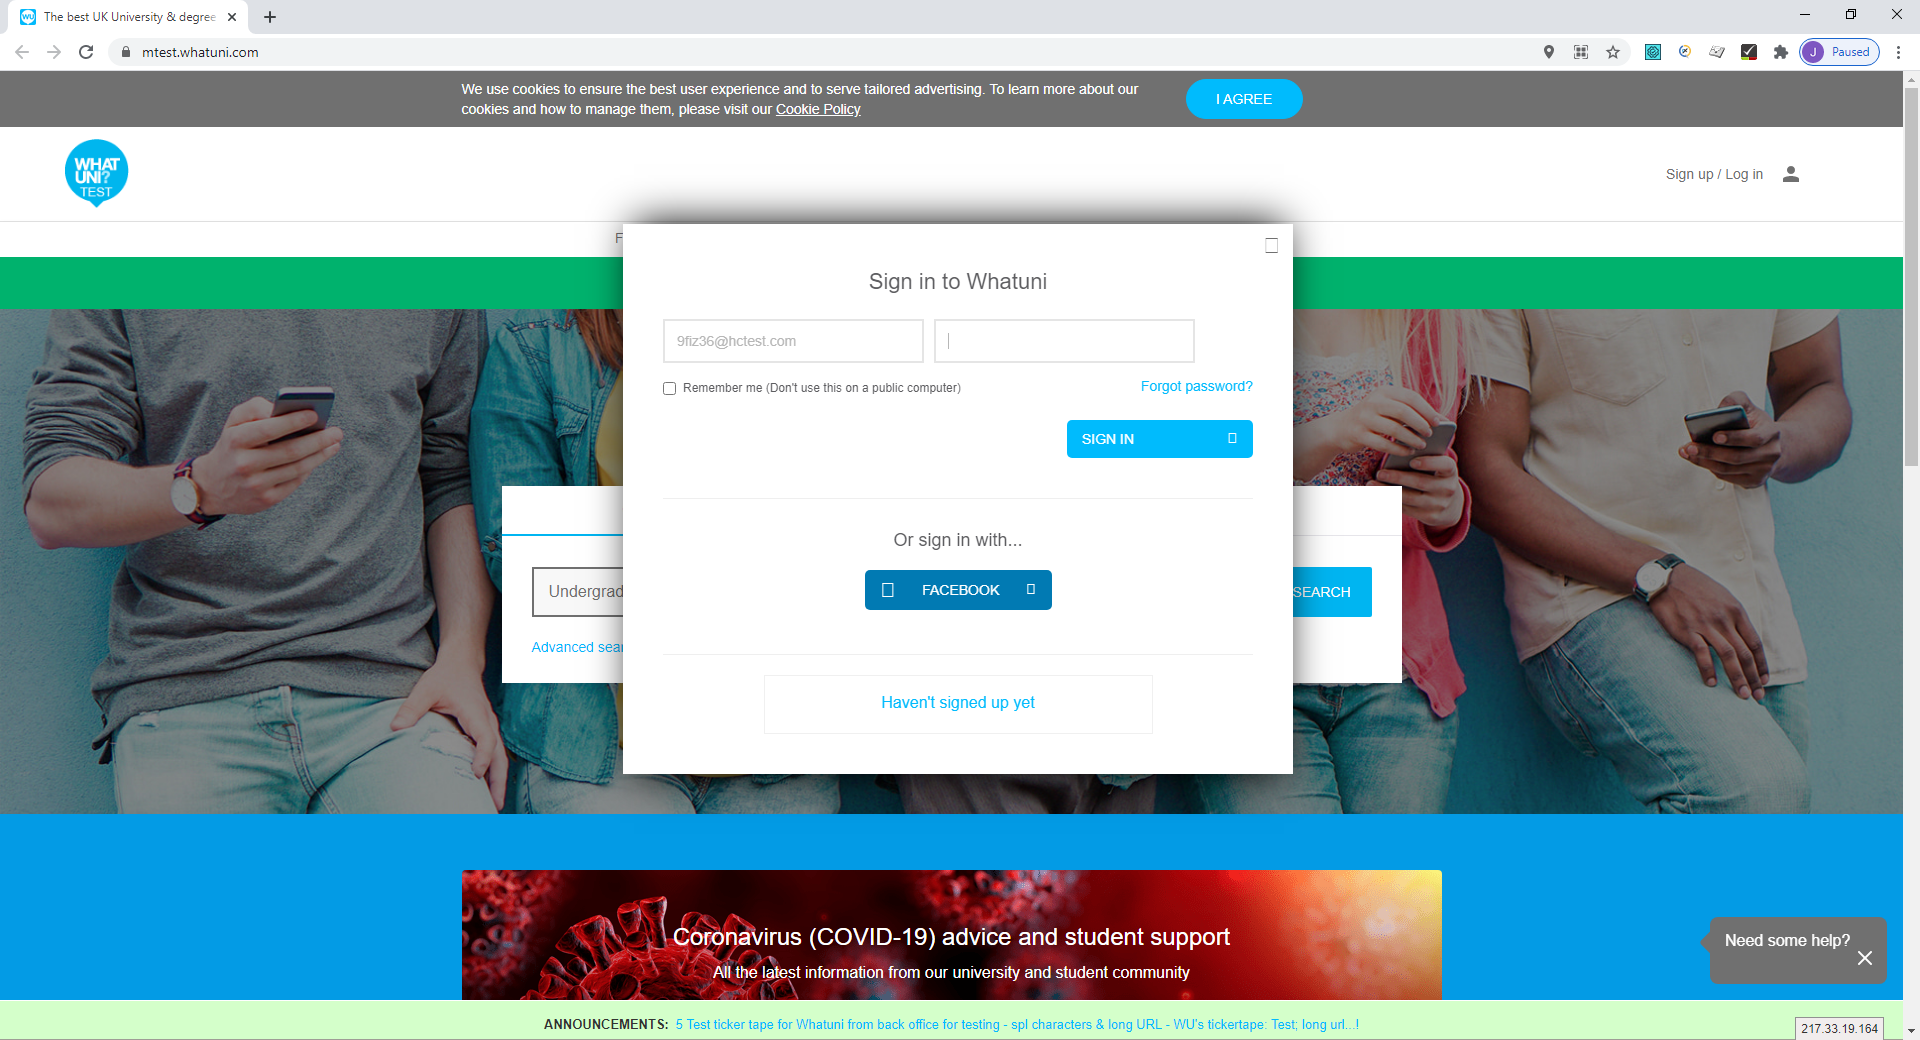 The best UK University & degree
mtest.whatuni.com
J Paused
We use cookies to ensure the best user experience and to serve tailored advertising. To learn more about our
cookies and how to manage them, please visit our Cookie Policy
I AGREE
WHAT
UNI?
TEST
Sign up / Log in
F
Sign in to Whatuni
9fiz36@hctest.com
Remember me (Don't use this on a public computer)
Forgot password?
SIGN IN
Or sign in with...
FACEBOOK
Undergrad
SEARCH
Advanced sear
Haven't signed up yet
Coronavirus (COVID-19) advice and student support
All the latest information from our university and student community
Need some help?
ANNOUNCEMENTS: 5 Test ticker tape for Whatuni from back office for testing - spl characters & long URL - WU's tickertape: Test; long url...!
217.33.19.164